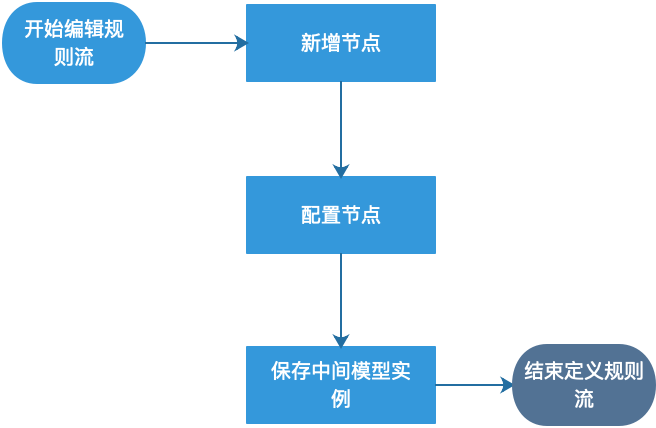 开始编辑规
则流
新增节点
配置节点
保存中间模型实
例
结束定义规则
流